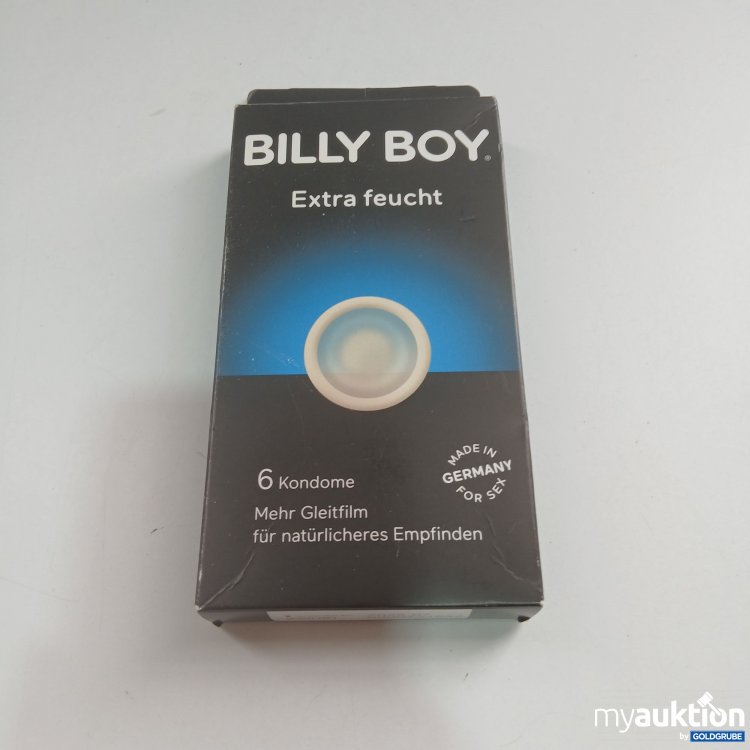 BILLY BOY®
Extra feucht
6 Kondome
Mehr Gleitfilm
für natürlicheres Empfinden
MADE IN
GERMANY
FOR SEX
myauktion
by GOLDGRUBE